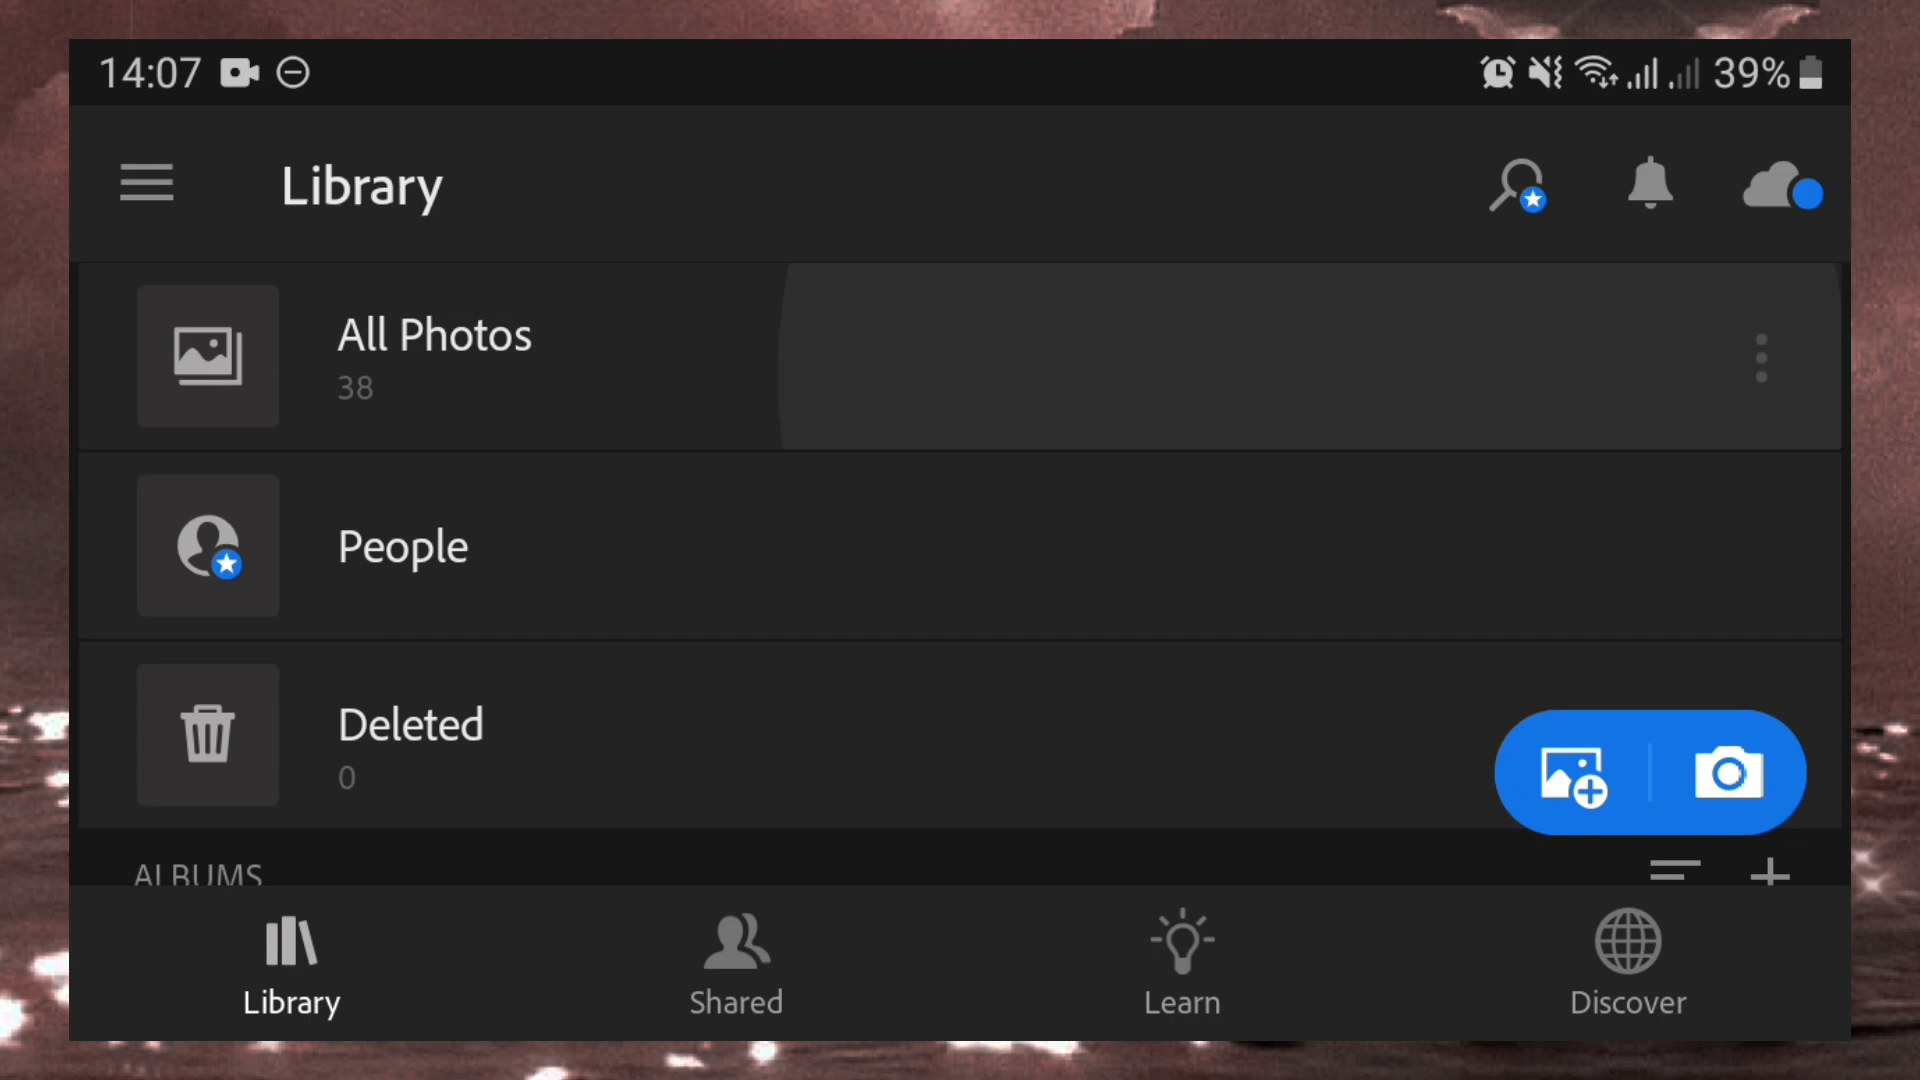 14:07 39%
Library
All Photos
38
People
Deleted
0
ALBUMS
Library Shared Learn Discover